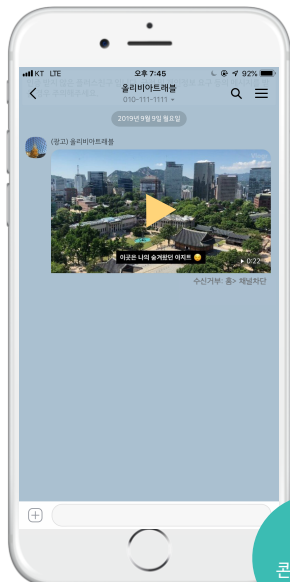 KT LTE 오후 7:45 92%
올리비아트래블
010-111-1111
2019년 9월 9일 월요일
(광고) 올리비아트래블
이곳은 나의 숨겨왔던 아지트
0:22
수신거부: 홈> 채널차단
콘